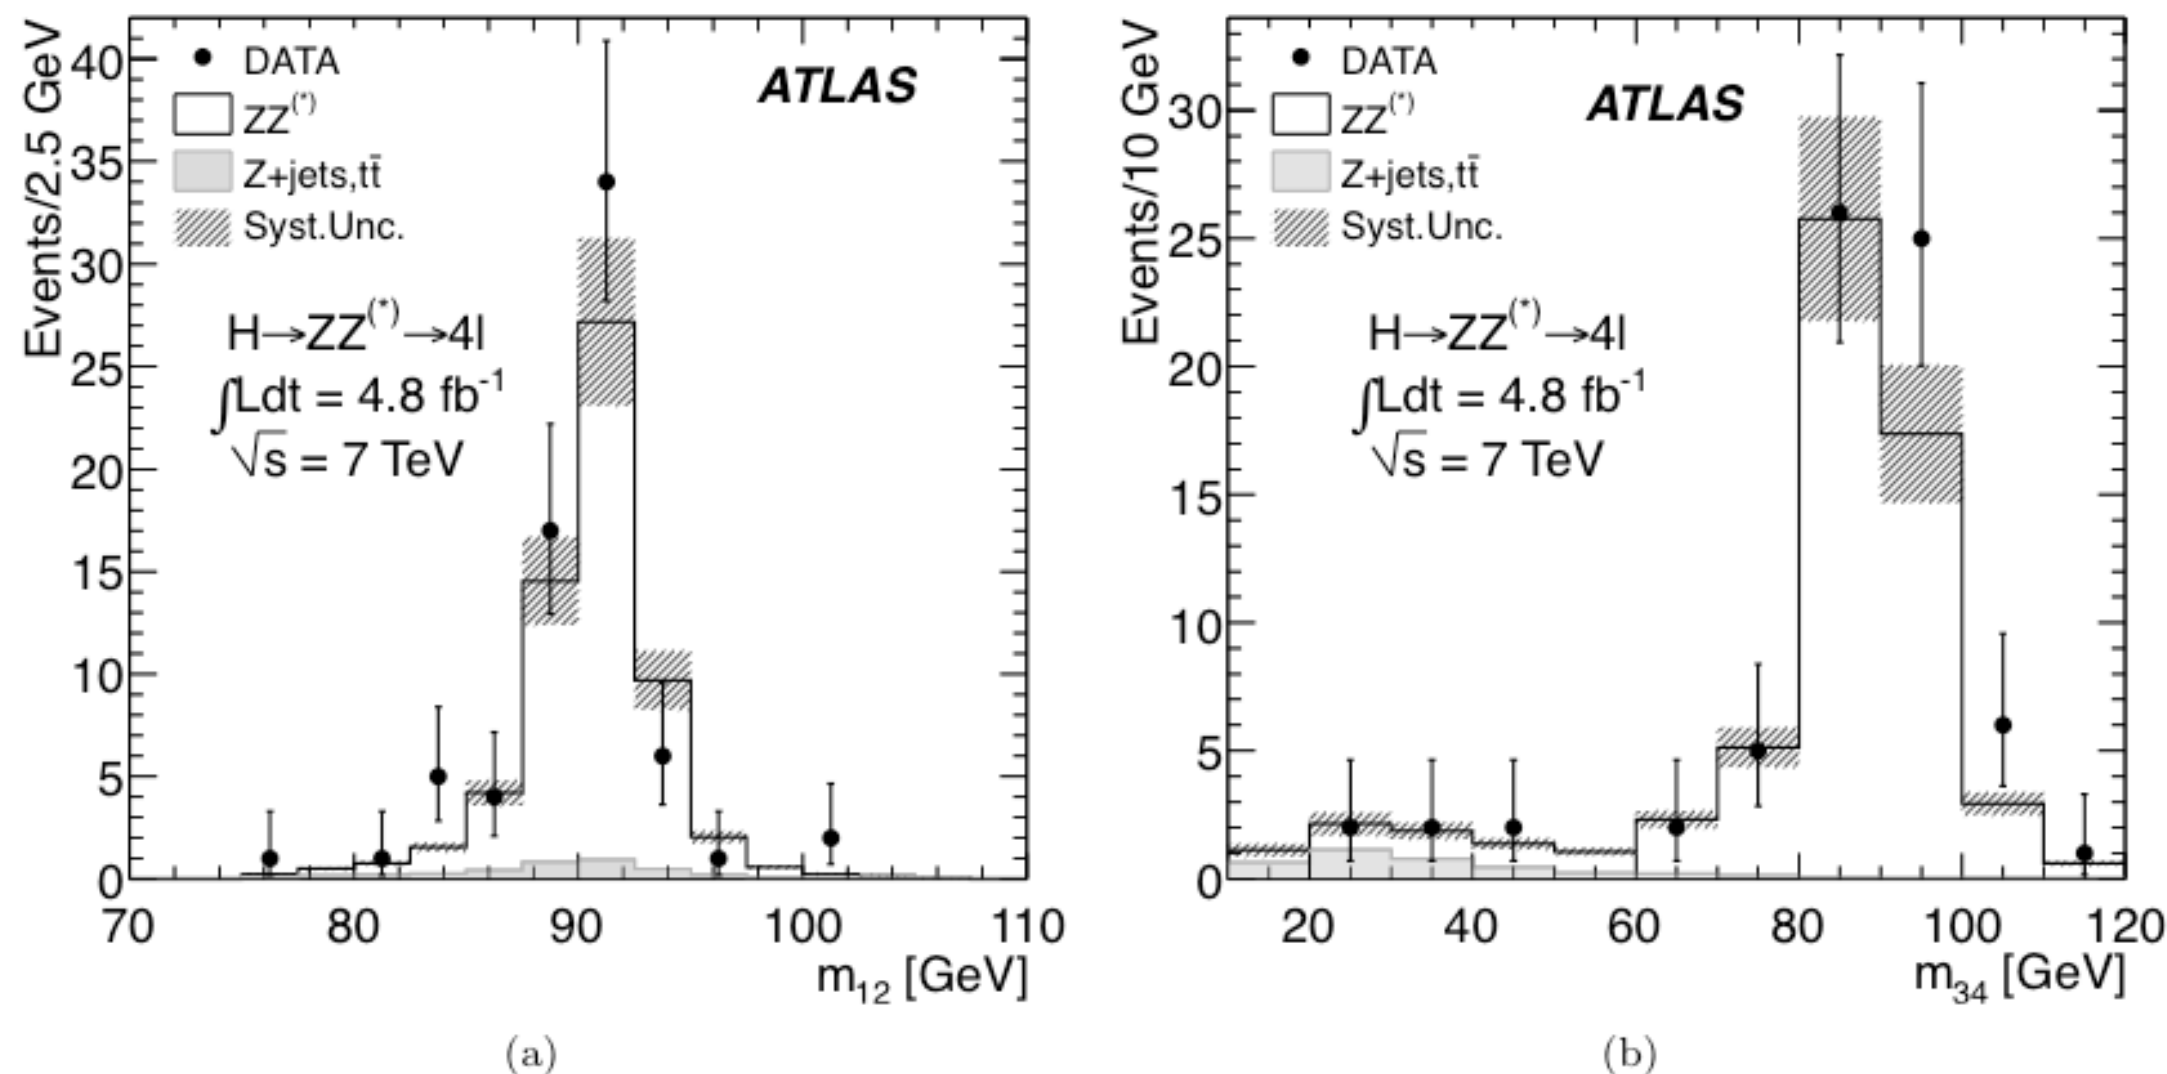 Events/2.5 GeV
40
35
30
25
20
15
10
5
0
DATA
ZZ(*)
Z+jets,tt̄
Syst.Unc.
ATLAS
H→ZZ(*)→4l
∫Ldt = 4.8 fb-1
√s = 7 TeV
70 80 90 100 110
m12 [GeV]
(a)
Events/10 GeV
30
25
20
15
10
5
0
DATA
ZZ(*)
Z+jets,tt̄
Syst.Unc.
ATLAS
H→ZZ(*)→4l
∫Ldt = 4.8 fb-1
√s = 7 TeV
20 40 60 80 100 120
m34 [GeV]
(b)